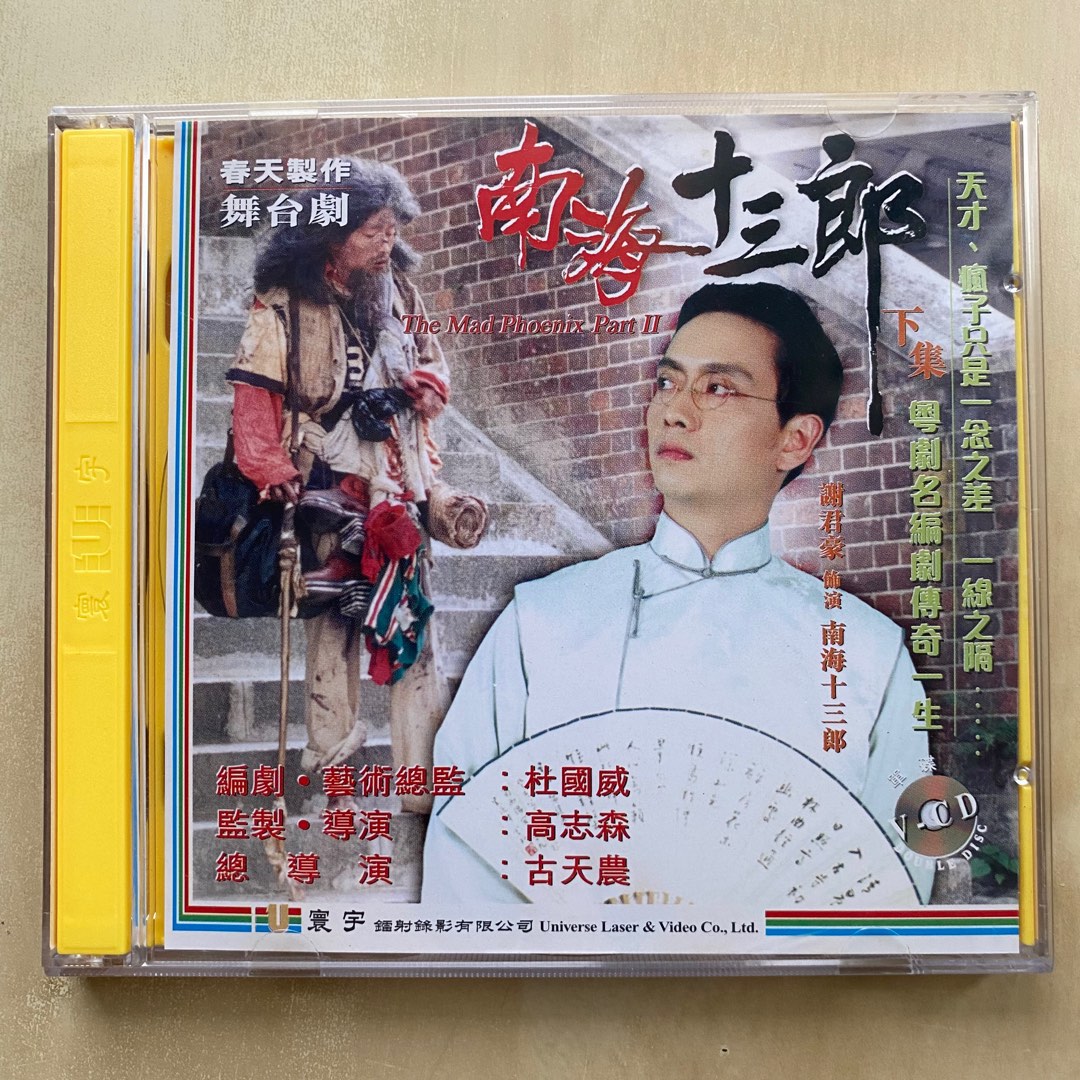 春天製作
舞台劇
南海十三郎
The Mad Phoenix Part II
下集
天才、瘋子只是一念之差 一線之隔......
粵劇名編劇傳奇一生
謝君豪 飾演 南海十三郎
編劇・藝術總監：杜國威
監製・導演：高志森
總導演：古天農
V-CD
DOUBLE DISC
U 寰宇 鐳射錄影有限公司 Universe Laser & Video Co., Ltd.
寰宇